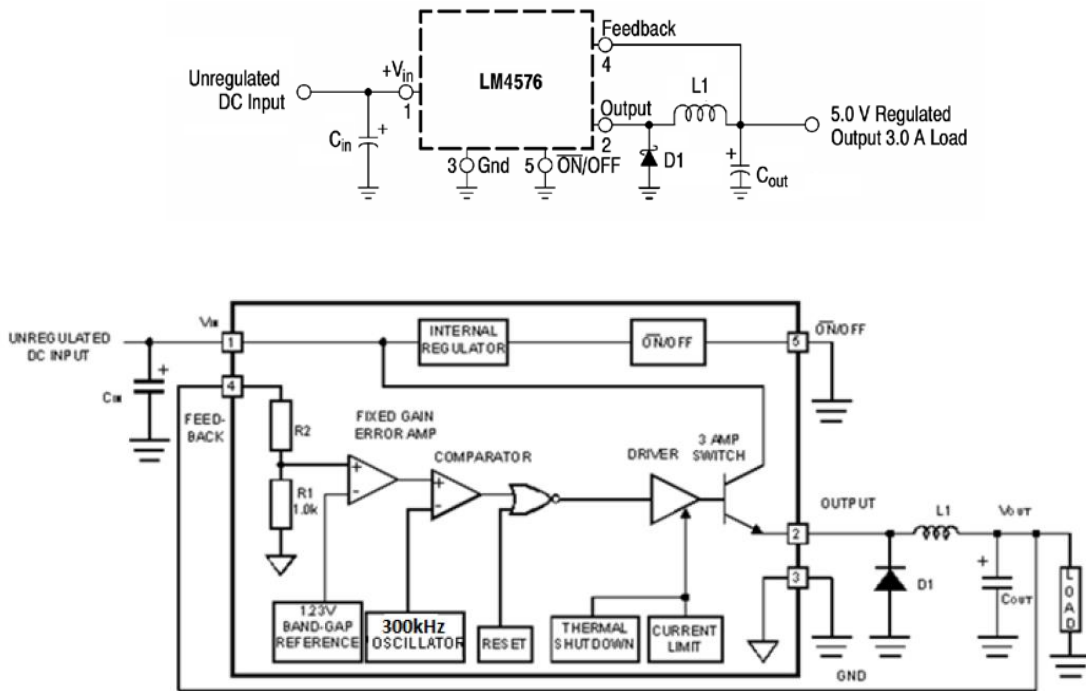 Feedback
4
Unregulated
DC Input
+Vin
1
LM4576
L1
Output
2
5.0 V Regulated
Output 3.0 A Load
Cin
+
3
Gnd
5
ON/OFF
D1
+
Cout
UNREGULATED
DC INPUT
VIN
1
INTERNAL
REGULATOR
ON/OFF
5
ON/OFF
+
CIN
4
FEED-
BACK
R2
FIXED GAIN
ERROR AMP
COMPARATOR
DRIVER
3 AMP
SWITCH
R1
1.0k
+
-
+
-
OUTPUT
2
L1
VOUT
3
D1
+
COUT
LOAD
1.23V
BAND-GAP
REFERENCE
300kHz
OSCILLATOR
RESET
THERMAL
SHUTDOWN
CURRENT
LIMIT
GND